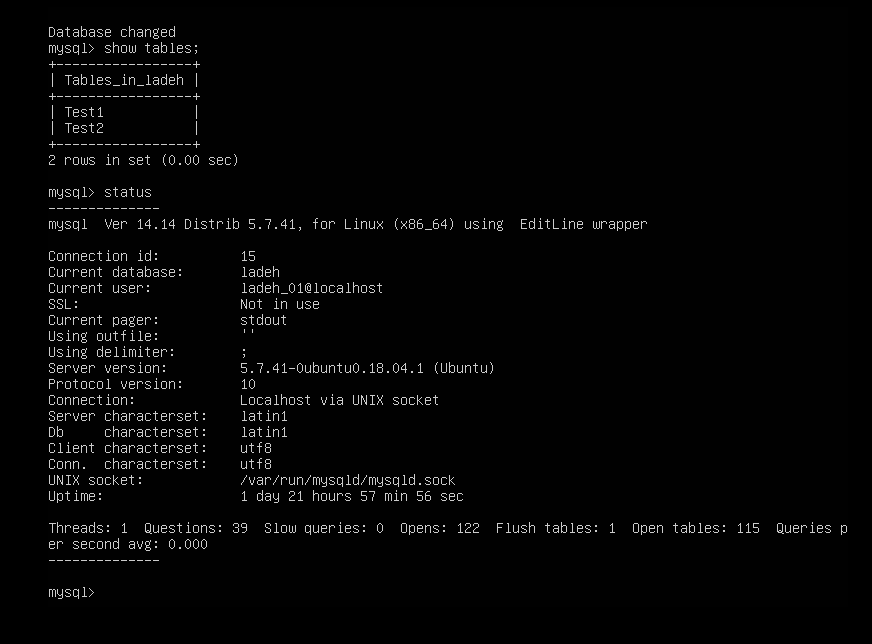 Database changed
mysql> show tables;
+-----------------+
| Tables_in_ladeh |
+-----------------+
| Test1           |
| Test2           |
+-----------------+
2 rows in set (0.00 sec)

mysql> status
--------------
mysql  Ver 14.14 Distrib 5.7.41, for Linux (x86_64) using  EditLine wrapper

Connection id:          15
Current database:       ladeh
Current user:           ladeh_01@localhost
SSL:                    Not in use
Current pager:          stdout
Using outfile:          ''
Using delimiter:        ;
Server version:         5.7.41-0ubuntu0.18.04.1 (Ubuntu)
Protocol version:       10
Connection:             Localhost via UNIX socket
Server characterset:    latin1
Db     characterset:    latin1
Client characterset:    utf8
Conn.  characterset:    utf8
UNIX socket:            /var/run/mysqld/mysqld.sock
Uptime:                 1 day 21 hours 57 min 56 sec

Threads: 1  Questions: 39  Slow queries: 0  Opens: 122  Flush tables: 1  Open tables: 115  Queries p
er second avg: 0.000
--------------

mysql>